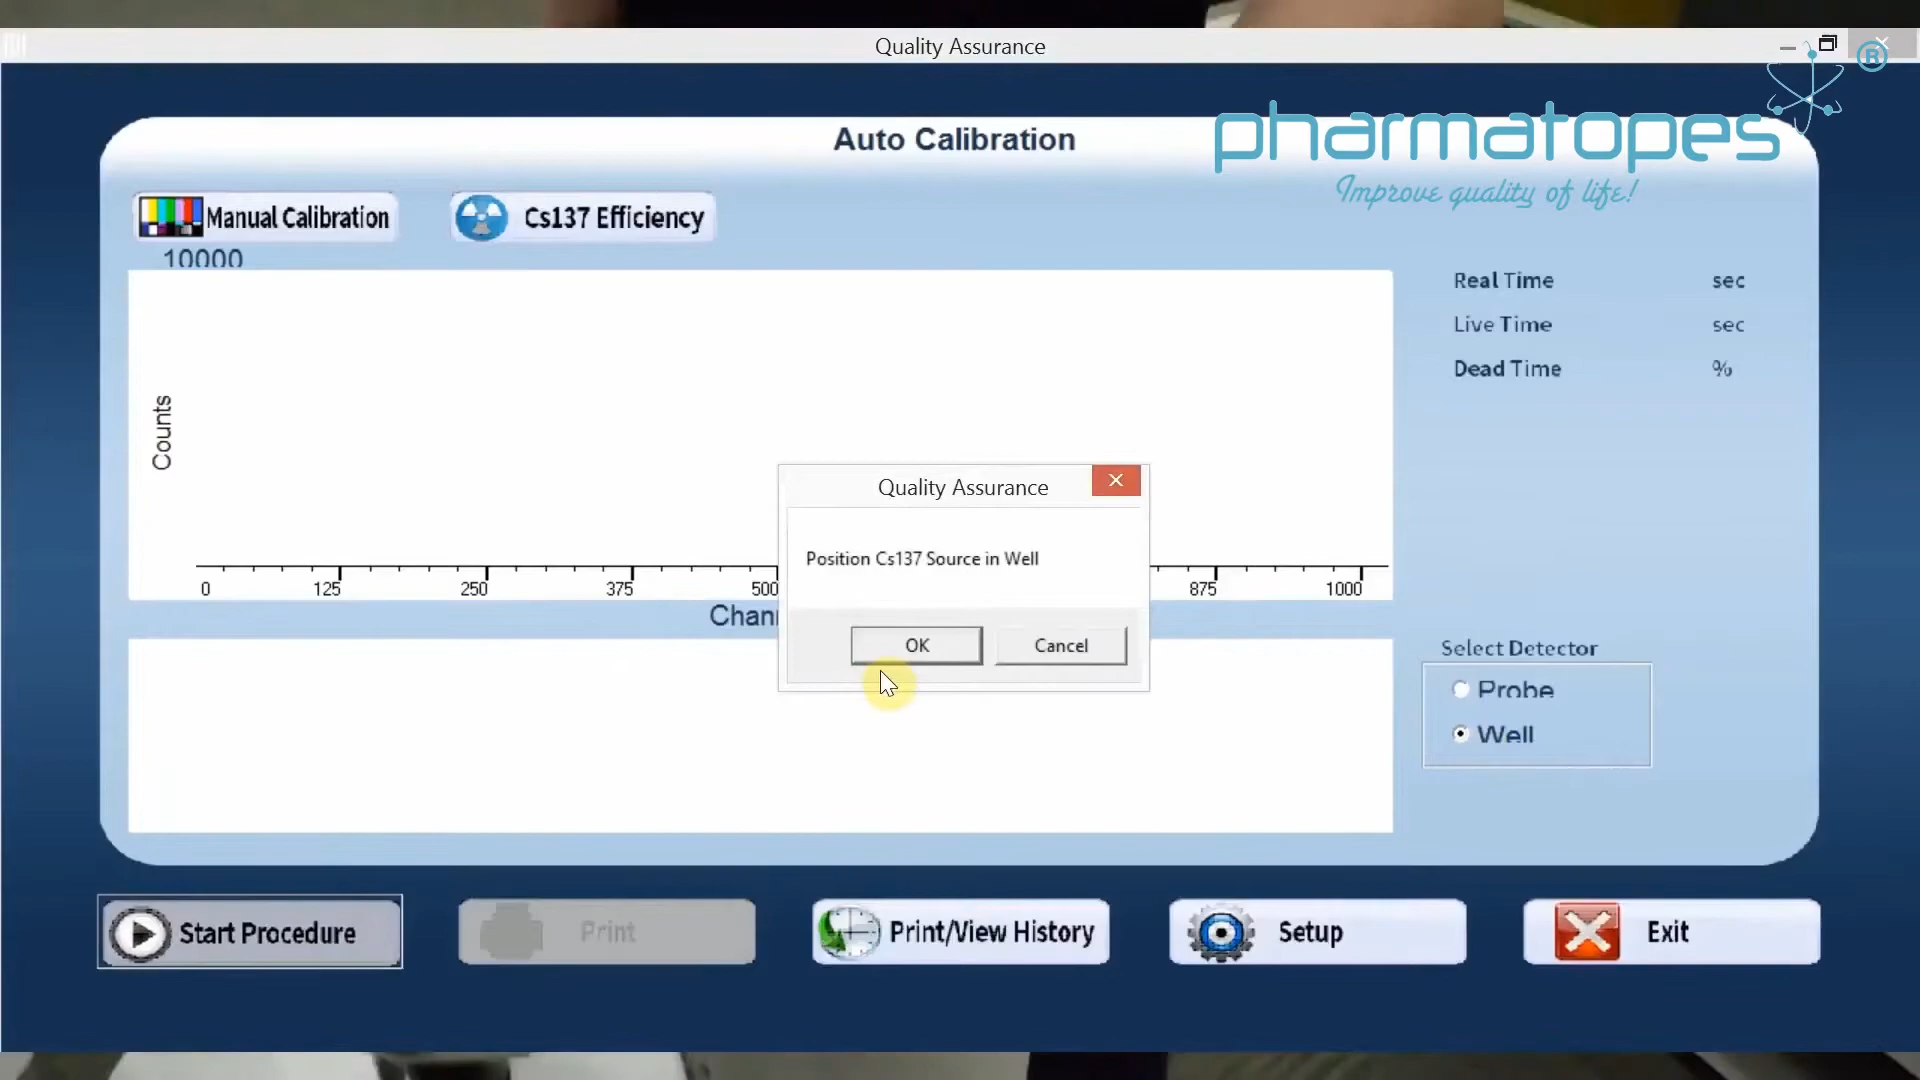 Quality Assurance
pharmatopes®
Improve quality of life!
Auto Calibration
Manual Calibration
Cs137 Efficiency
10000
Counts
0 125 250 375 500 875 1000
Chann
Real Time sec
Live Time sec
Dead Time %
Quality Assurance
Position Cs137 Source in Well
OK
Cancel
Select Detector
Probe
Well
Start Procedure
Print
Print/View History
Setup
Exit